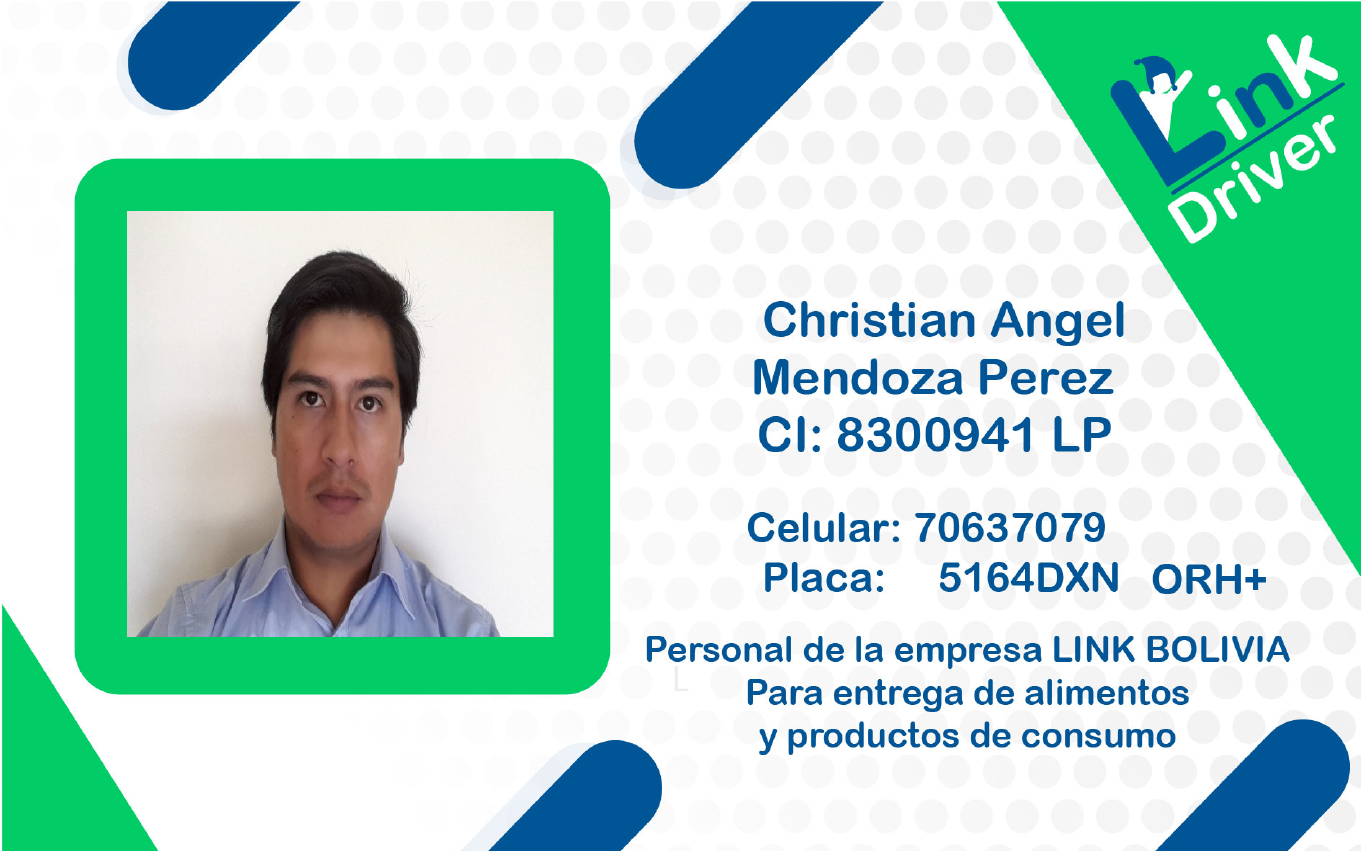 Link
Driver
Christian Angel
Mendoza Perez
CI: 8300941 LP
Celular: 70637079
Placa: 5164DXN ORH+
Personal de la empresa LINK BOLIVIA
L
Para entrega de alimentos
y productos de consumo